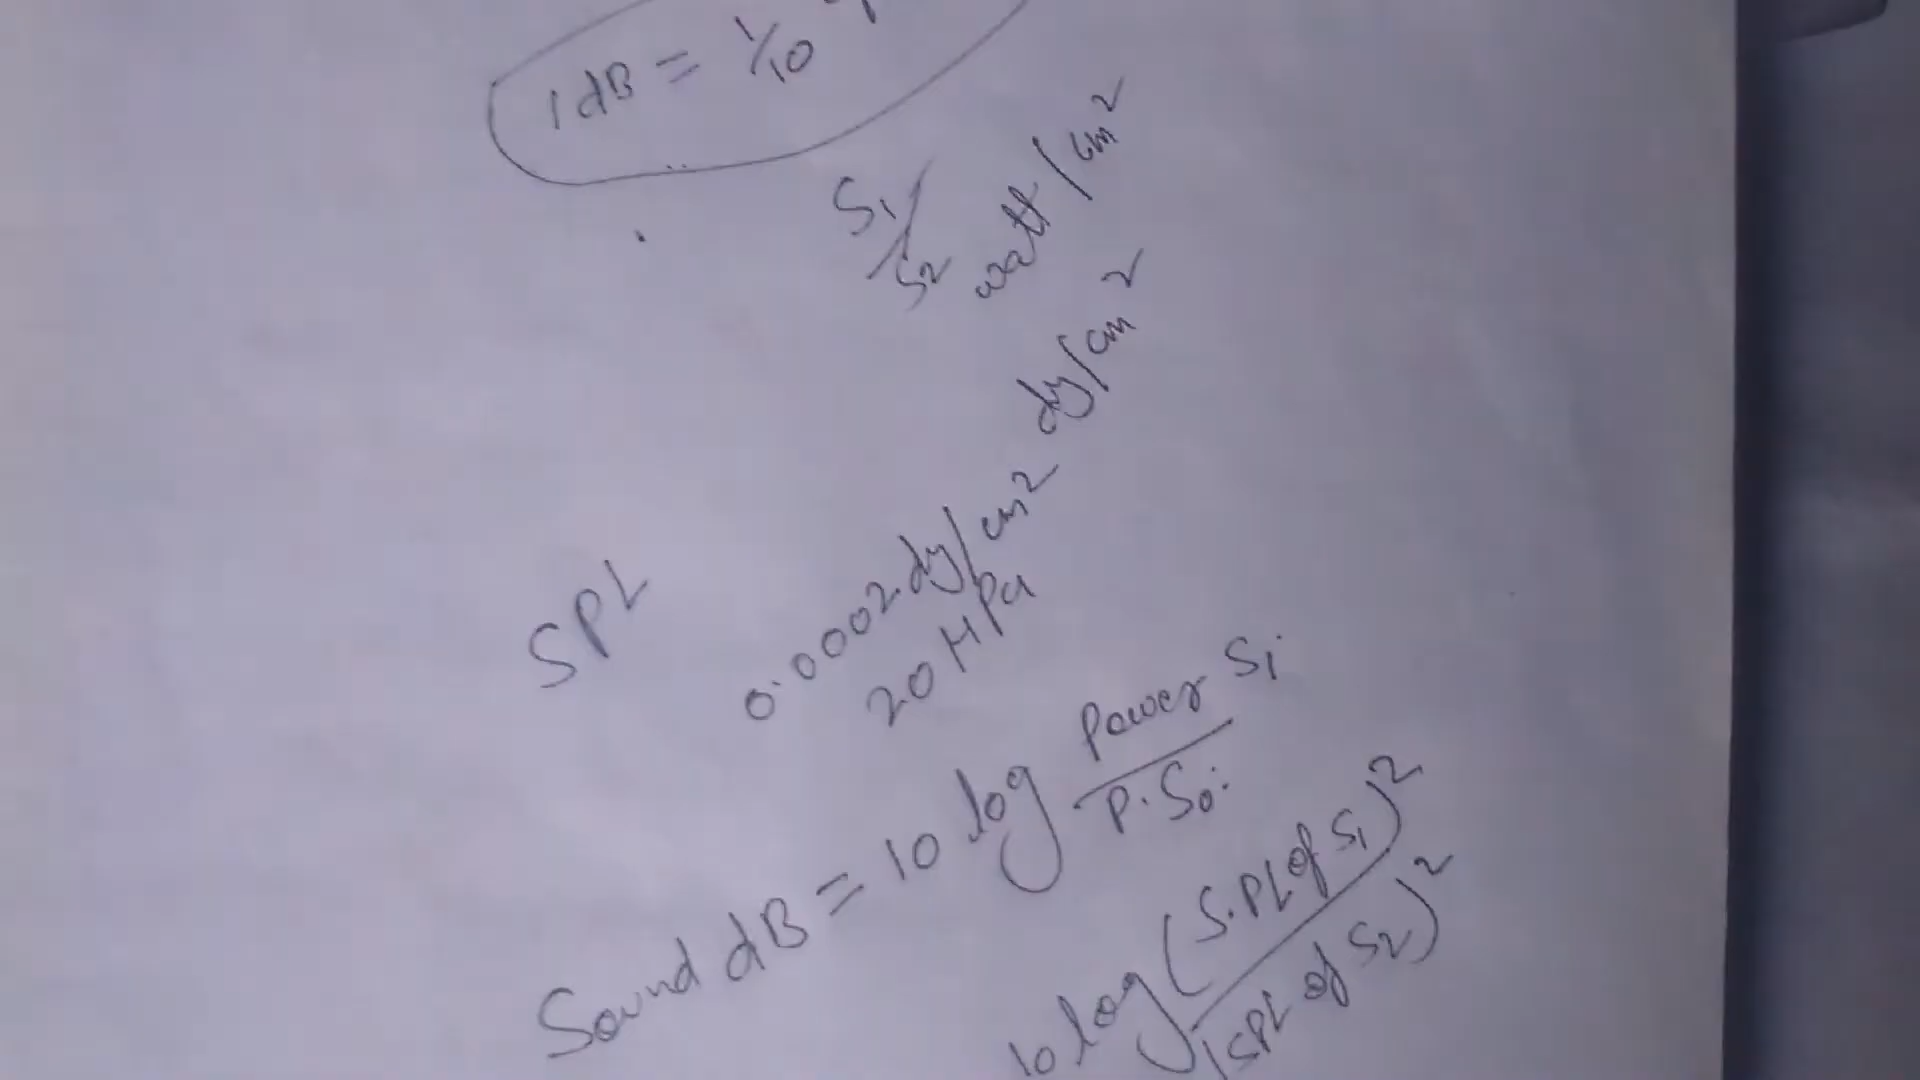 1dB = 1/10
S1/S2 watt/cm2
dy/cm2
SPL 0.0002 dy/cm2
20 μPa
Sound dB = 10 log Power S1 / P. S0
10 log (S.PL of S1)2 / (SPL of S2)2